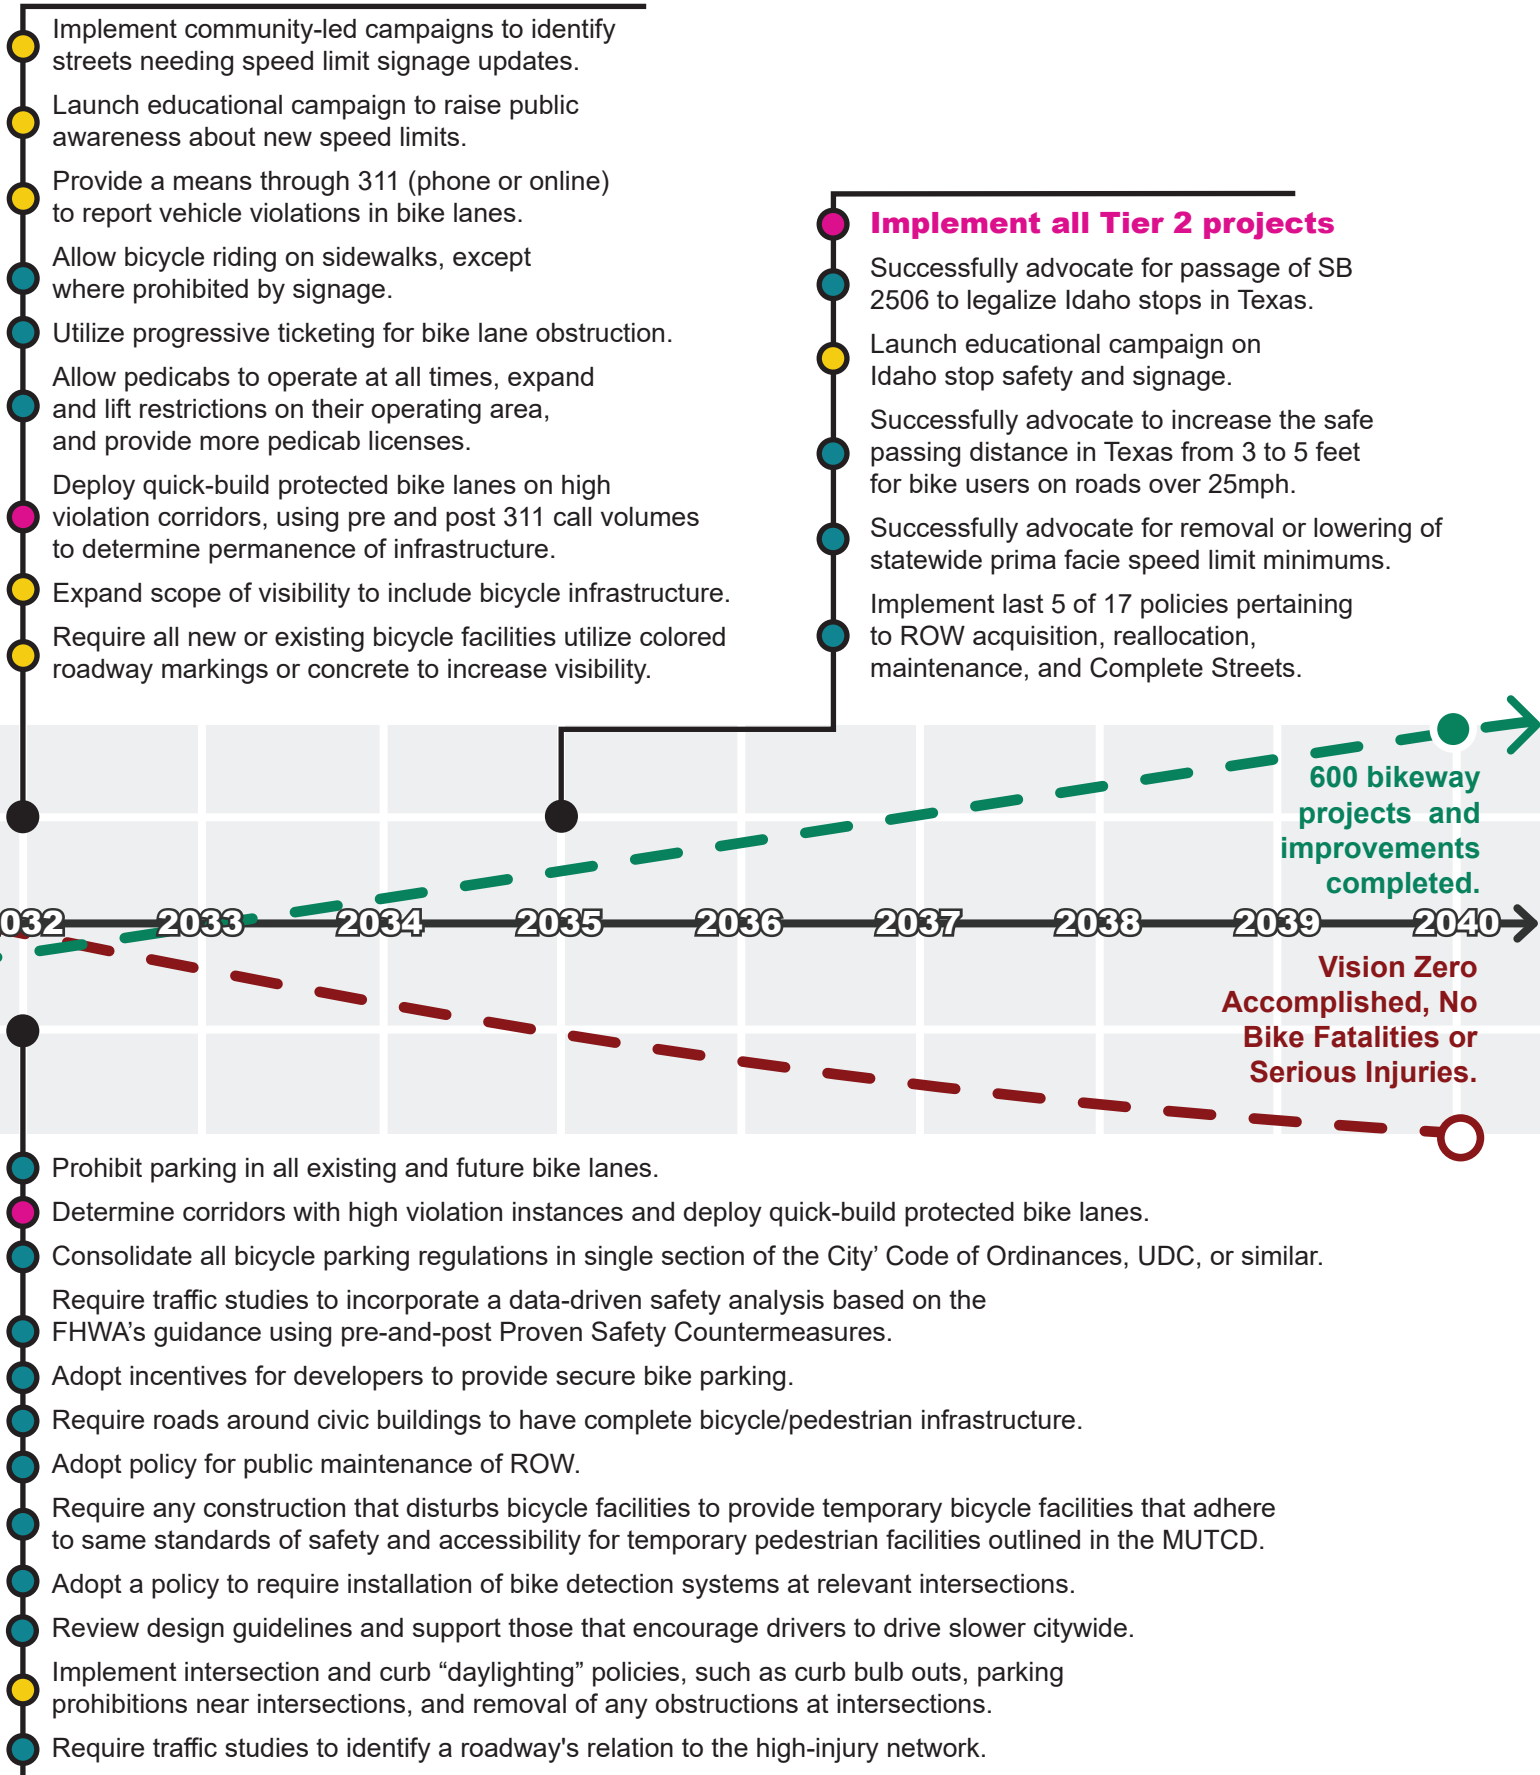 Implement community-led campaigns to identify
streets needing speed limit signage updates.
Launch educational campaign to raise public
awareness about new speed limits.
Provide a means through 311 (phone or online)
to report vehicle violations in bike lanes.
Allow bicycle riding on sidewalks, except
where prohibited by signage.
Utilize progressive ticketing for bike lane obstruction.
Allow pedicabs to operate at all times, expand
and lift restrictions on their operating area,
and provide more pedicab licenses.
Deploy quick-build protected bike lanes on high
violation corridors, using pre and post 311 call volumes
to determine permanence of infrastructure.
Expand scope of visibility to include bicycle infrastructure.
Require all new or existing bicycle facilities utilize colored
roadway markings or concrete to increase visibility.
Implement all Tier 2 projects
Successfully advocate for passage of SB
2506 to legalize Idaho stops in Texas.
Launch educational campaign on
Idaho stop safety and signage.
Successfully advocate to increase the safe
passing distance in Texas from 3 to 5 feet
for bike users on roads over 25mph.
Successfully advocate for removal or lowering of
statewide prima facie speed limit minimums.
Implement last 5 of 17 policies pertaining
to ROW acquisition, reallocation,
maintenance, and Complete Streets.
600 bikeway
projects and
improvements
completed.
032 2033 2034 2035 2036 2037 2038 2039 2040
Vision Zero
Accomplished, No
Bike Fatalities or
Serious Injuries.
Prohibit parking in all existing and future bike lanes.
Determine corridors with high violation instances and deploy quick-build protected bike lanes.
Consolidate all bicycle parking regulations in single section of the City’ Code of Ordinances, UDC, or similar.
Require traffic studies to incorporate a data-driven safety analysis based on the
FHWA’s guidance using pre-and-post Proven Safety Countermeasures.
Adopt incentives for developers to provide secure bike parking.
Require roads around civic buildings to have complete bicycle/pedestrian infrastructure.
Adopt policy for public maintenance of ROW.
Require any construction that disturbs bicycle facilities to provide temporary bicycle facilities that adhere
to same standards of safety and accessibility for temporary pedestrian facilities outlined in the MUTCD.
Adopt a policy to require installation of bike detection systems at relevant intersections.
Review design guidelines and support those that encourage drivers to drive slower citywide.
Implement intersection and curb “daylighting” policies, such as curb bulb outs, parking
prohibitions near intersections, and removal of any obstructions at intersections.
Require traffic studies to identify a roadway's relation to the high-injury network.